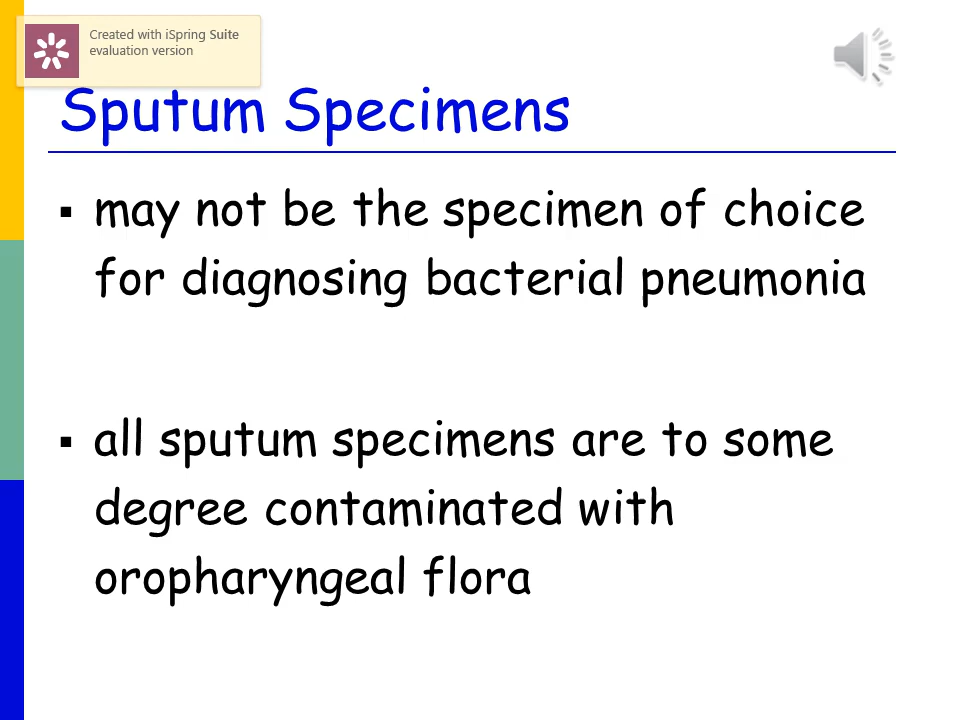 Created with iSpring Suite
evaluation version
Sputum Specimens
▪ may not be the specimen of choice
for diagnosing bacterial pneumonia
▪ all sputum specimens are to some
degree contaminated with
oropharyngeal flora